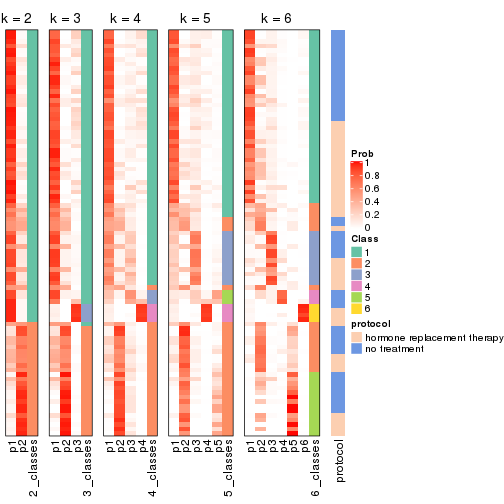 k = 2 k = 3 k = 4 k = 5 k = 6
Prob
1
0.8
0.6
0.4
0.2
0
Class
1
2
3
4
5
6
protocol
hormone replacement therapy
no treatment
p1 p2 2_classes p1 p2 p3 3_classes p1 p2 p3 p4 4_classes p1 p2 p3 p4 p5 5_classes p1 p2 p3 p4 p5 p6 6_classes protocol